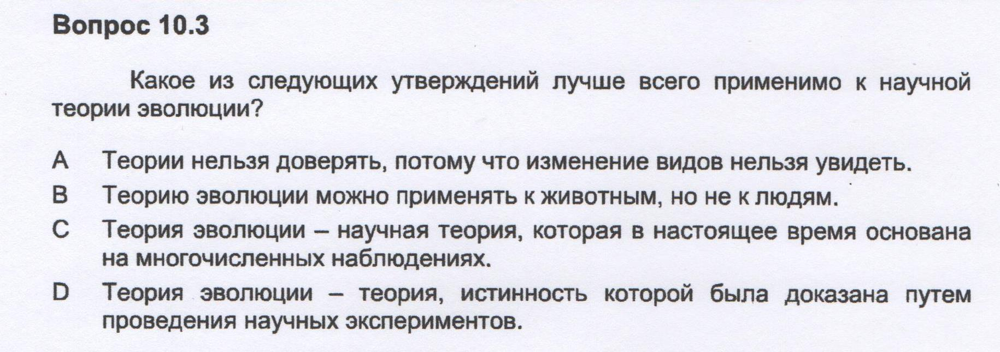 Вопрос 10.3
Какое из следующих утверждений лучше всего применимо к научной
теории эволюции?
A Теории нельзя доверять, потому что изменение видов нельзя увидеть.
B Теорию эволюции можно применять к животным, но не к людям.
C Теория эволюции – научная теория, которая в настоящее время основана
на многочисленных наблюдениях.
D Теория эволюции – теория, истинность которой была доказана путем
проведения научных экспериментов.